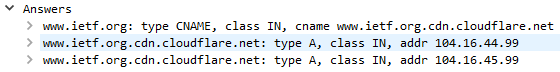 Answers
www.ietf.org: type CNAME, class IN, cname www.ietf.org.cdn.cloudflare.net
www.ietf.org.cdn.cloudflare.net: type A, class IN, addr 104.16.44.99
www.ietf.org.cdn.cloudflare.net: type A, class IN, addr 104.16.45.99